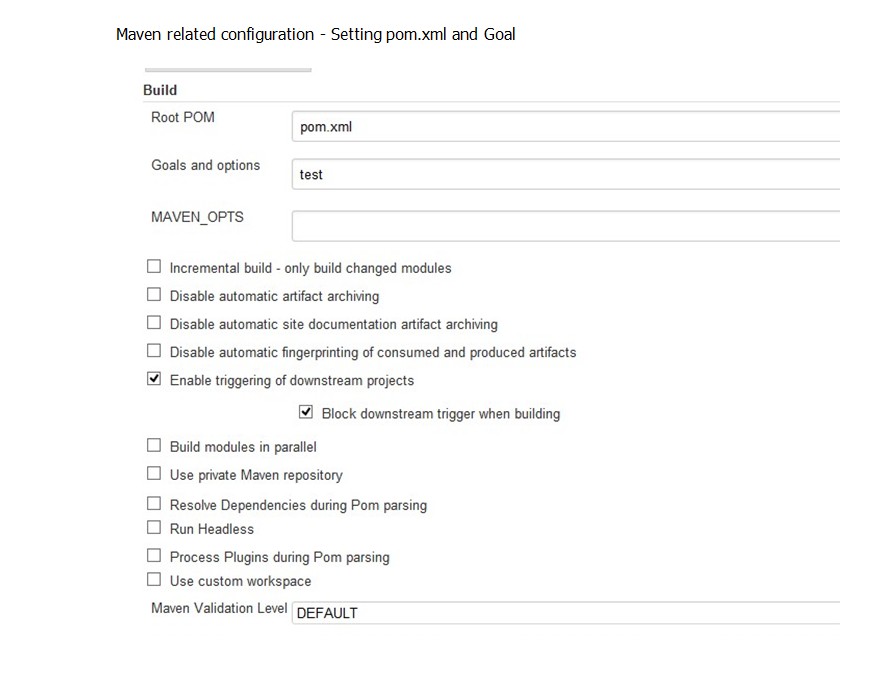 Maven related configuration - Setting pom.xml and Goal
Build
Root POM
pom.xml
Goals and options
test
MAVEN_OPTS
Incremental build - only build changed modules
Disable automatic artifact archiving
Disable automatic site documentation artifact archiving
Disable automatic fingerprinting of consumed and produced artifacts
Enable triggering of downstream projects
Block downstream trigger when building
Build modules in parallel
Use private Maven repository
Resolve Dependencies during Pom parsing
Run Headless
Process Plugins during Pom parsing
Use custom workspace
Maven Validation Level DEFAULT